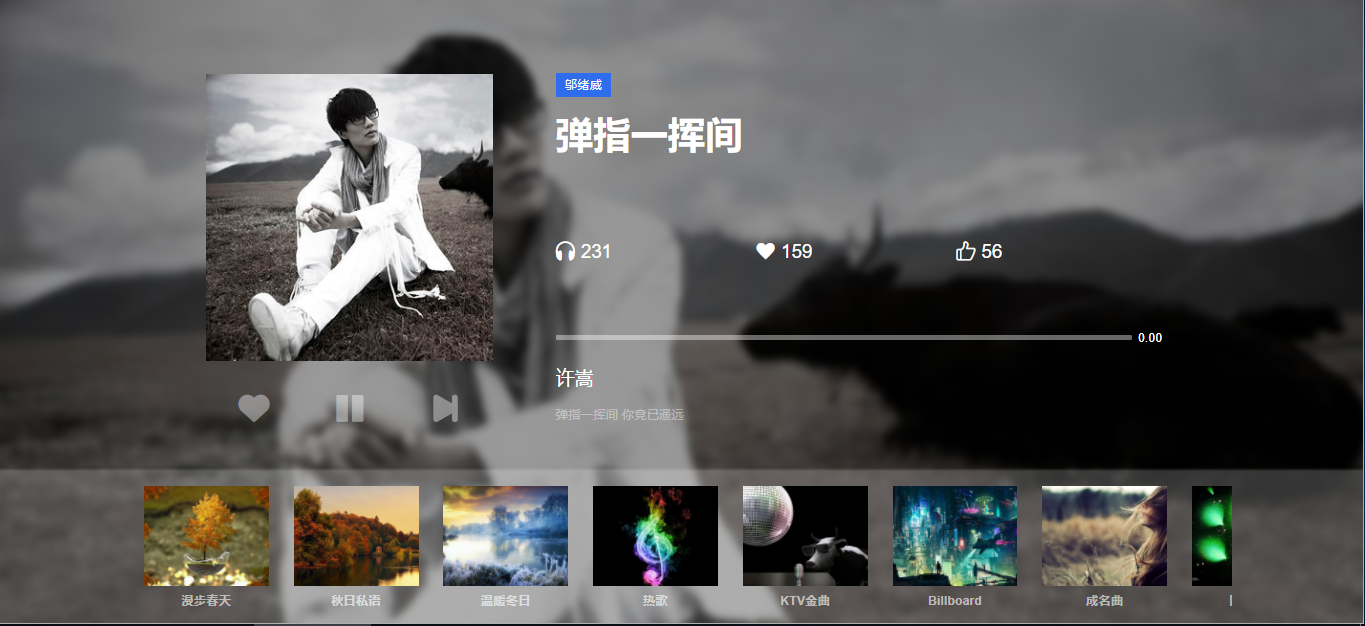 邬绪威
弹指一挥间
231
159
56
0.00
许嵩
弹指一挥间 你竟已遥远
漫步春天
秋日私语
温暖冬日
热歌
KTV金曲
Billboard
成名曲